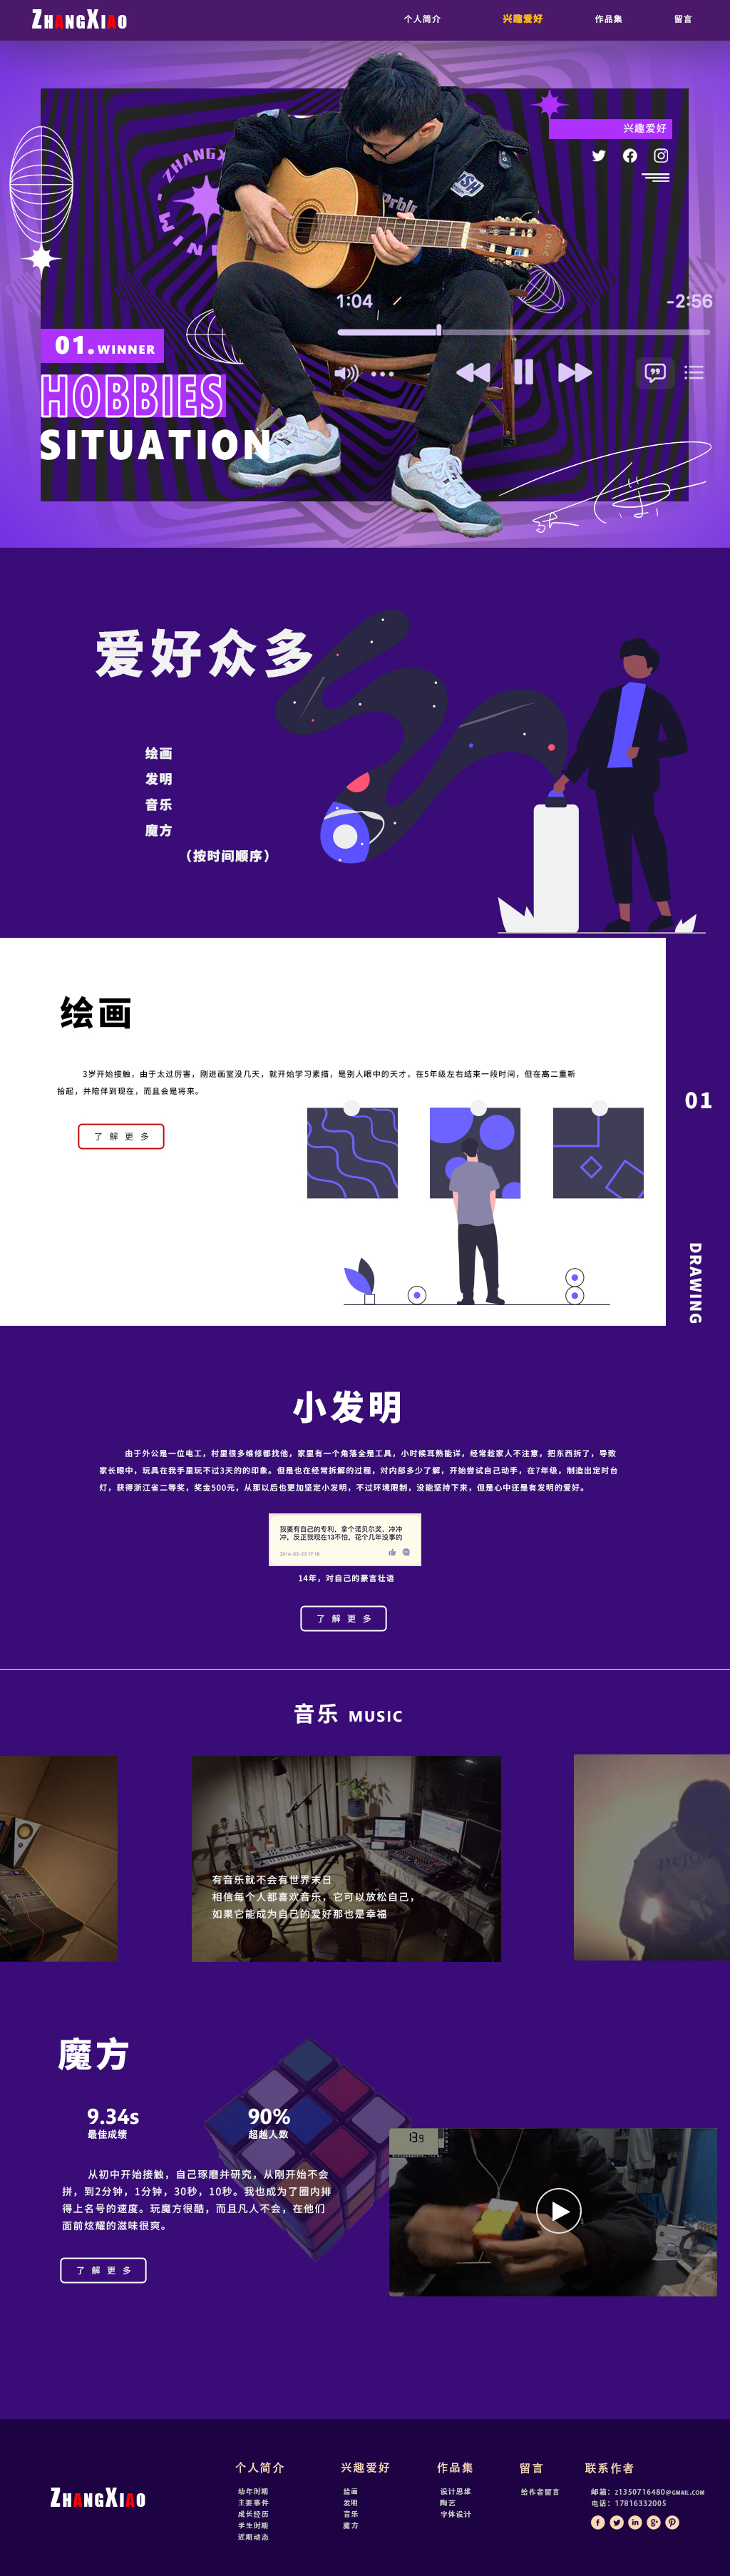 ZHANGXIAO
个人简介
兴趣爱好
作品集
留言
兴趣爱好
1:04
-2:56
01.WINNER
HOBBIES
SITUATION
爱好众多
绘画
发明
音乐
魔方
（按时间顺序）
绘画
3岁开始接触，由于太过厉害，刚进画室没几天，就开始学习素描，是别人眼中的天才，在5年级左右结束一段时间，但在高二重新
拾起，并陪伴到现在，而且会是将来。
了解更多
01
DRAWING
小发明
由于外公是一位电工，村里很多维修都找他，家里有一个角落全是工具，小时候耳熟能详，经常趁家人不注意，把东西拆了，导致
家长眼中，玩具在我手里玩不过3天的的印象。但是也在经常拆解的过程，对内部多少了解，开始尝试自己动手，在7年级，制造出定时台
灯，获得浙江省二等奖，奖金500元，从那以后也更加坚定小发明，不过环境限制，没能坚持下来，但是心中还是有发明的爱好。
我要有自己的专利，拿个诺贝尔奖，冲冲
冲，反正我现在13不怕，花个几年没事的
2014-02-23 17:16
14年，对自己的豪言壮语
了解更多
音乐 MUSIC
有音乐就不会有世界末日
相信每个人都喜欢音乐，它可以放松自己，
如果它能成为自己的爱好那也是幸福
魔方
9.34s
最佳成绩
90%
超越人数
从初中开始接触，自己琢磨并研究，从刚开始不会
拼，到2分钟，1分钟，30秒，10秒。我也成为了圈内排
得上名号的速度。玩魔方很酷，而且凡人不会，在他们
面前炫耀的滋味很爽。
了解更多
ZHANGXIAO
个人简介
幼年时期
主要事件
成长经历
学生时期
近期动态
兴趣爱好
绘画
发明
音乐
魔方
作品集
设计思维
陶艺
字体设计
留言
给作者留言
联系作者
邮箱：z1350716480@GMAIL.COM
电话：17816332005